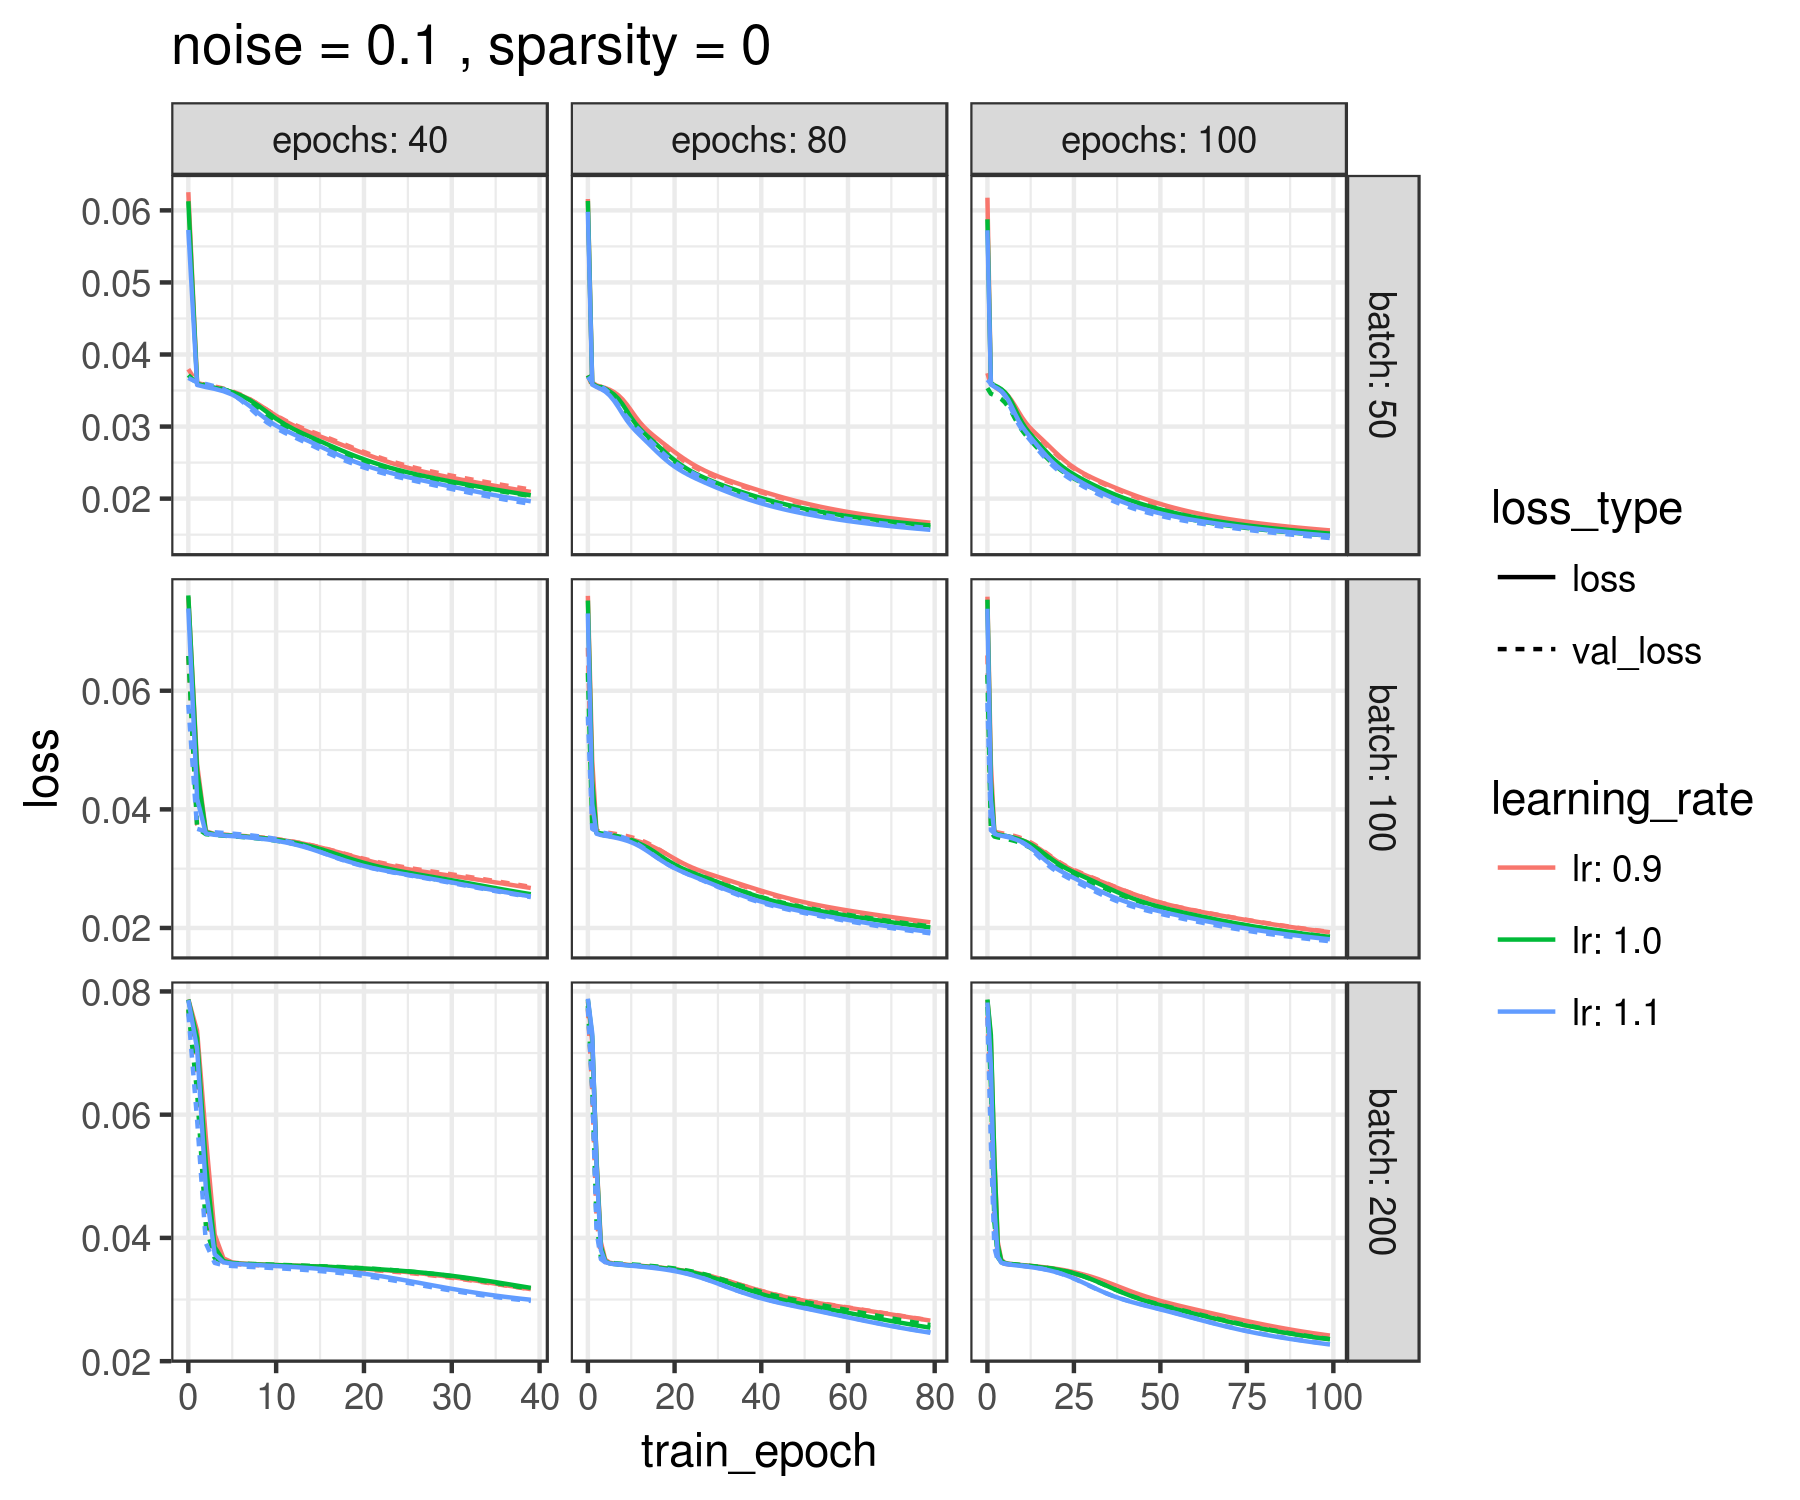 noise = 0.1 , sparsity = 0
epochs: 40
epochs: 80
epochs: 100
0.06
0.05
0.04
0.03
0.02
batch: 50
0.06
0.04
0.02
batch: 100
0.08
0.06
0.04
0.02
batch: 200
0 10 20 30 40
0 20 40 60 80
0 25 50 75 100
train_epoch
loss
loss_type
loss
val_loss
learning_rate
lr: 0.9
lr: 1.0
lr: 1.1